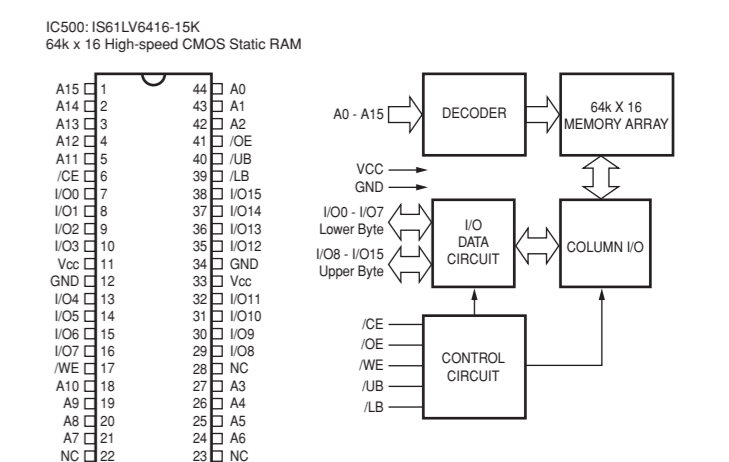 IC500: IS61LV6416-15K
64k x 16 High-speed CMOS Static RAM
A15 1 44 A0
A14 2 43 A1
A13 3 42 A2
A12 4 41 /OE
A11 5 40 /UB
/CE 6 39 /LB
I/O0 7 38 I/O15
I/O1 8 37 I/O14
I/O2 9 36 I/O13
I/O3 10 35 I/O12
Vcc 11 34 GND
GND 12 33 Vcc
I/O4 13 32 I/O11
I/O5 14 31 I/O10
I/O6 15 30 I/O9
I/O7 16 29 I/O8
/WE 17 28 NC
A10 18 27 A3
A9 19 26 A4
A8 20 25 A5
A7 21 24 A6
NC 22 23 NC
A0 - A15
DECODER
64k X 16
MEMORY ARRAY
VCC
GND
I/O0 - I/O7
Lower Byte
I/O8 - I/O15
Upper Byte
I/O
DATA
CIRCUIT
COLUMN I/O
/CE
/OE
/WE
/UB
/LB
CONTROL
CIRCUIT